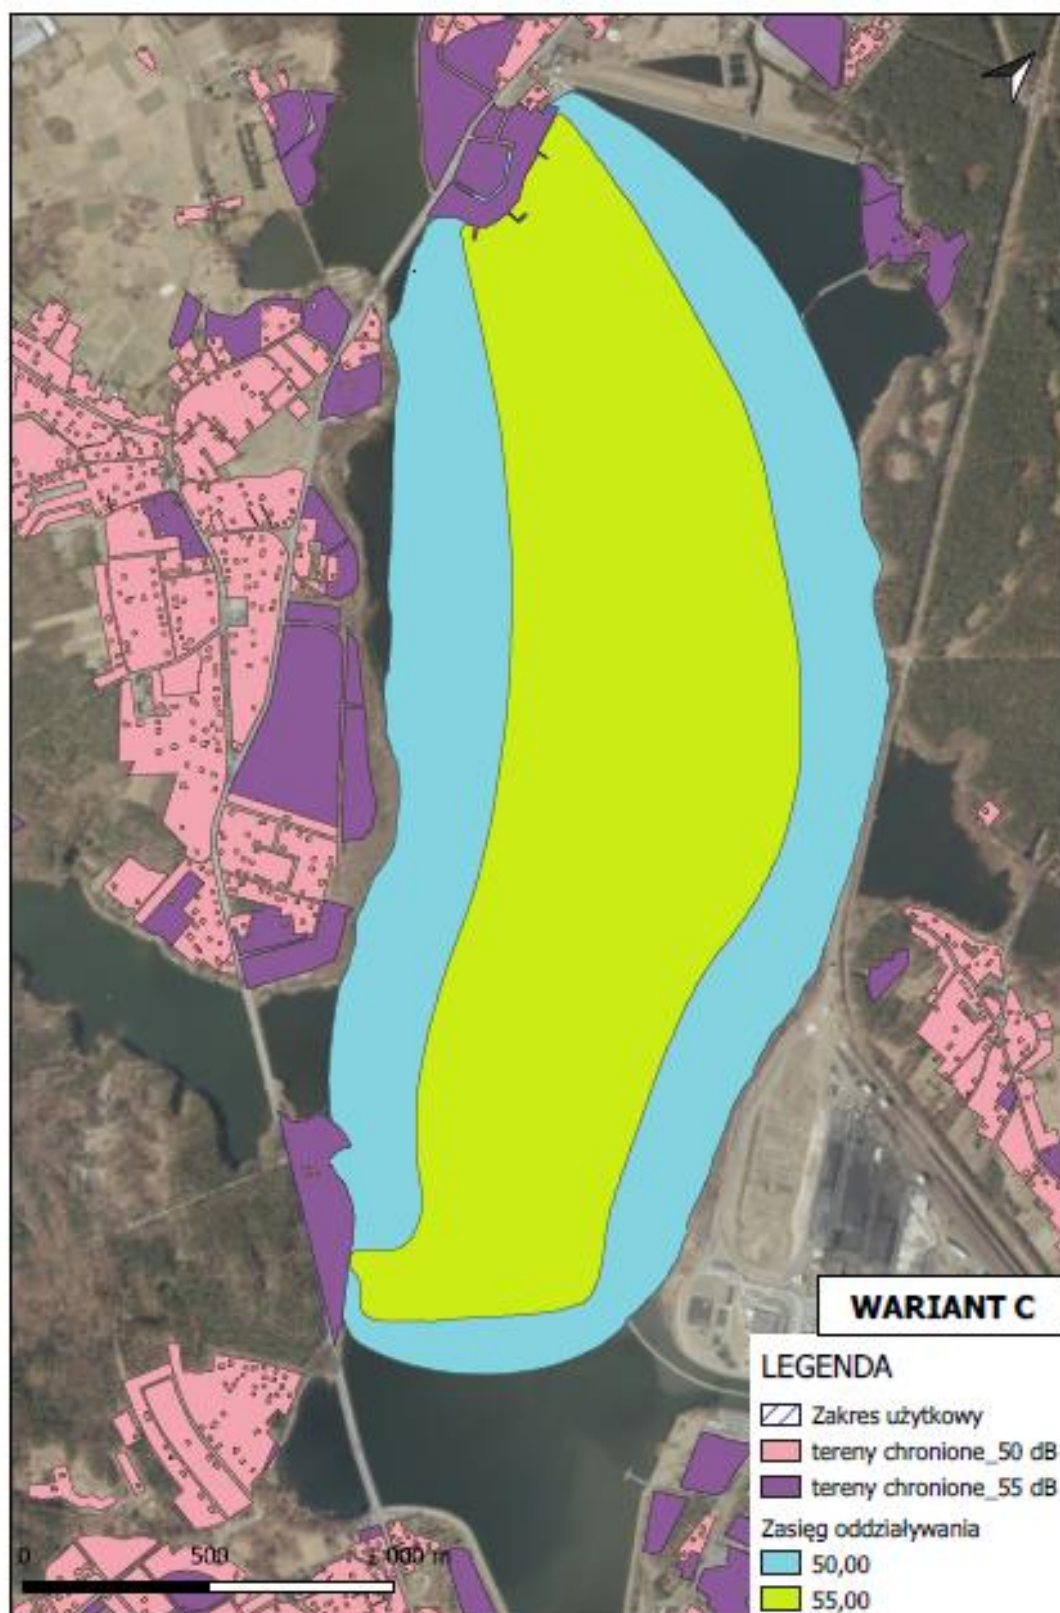 WARIANT C
LEGENDA
Zakres użytkowy
tereny chronione_50 dB
tereny chronione_55 dB
Zasięg oddziaływania
50,00
55,00
0 500 1 000 m